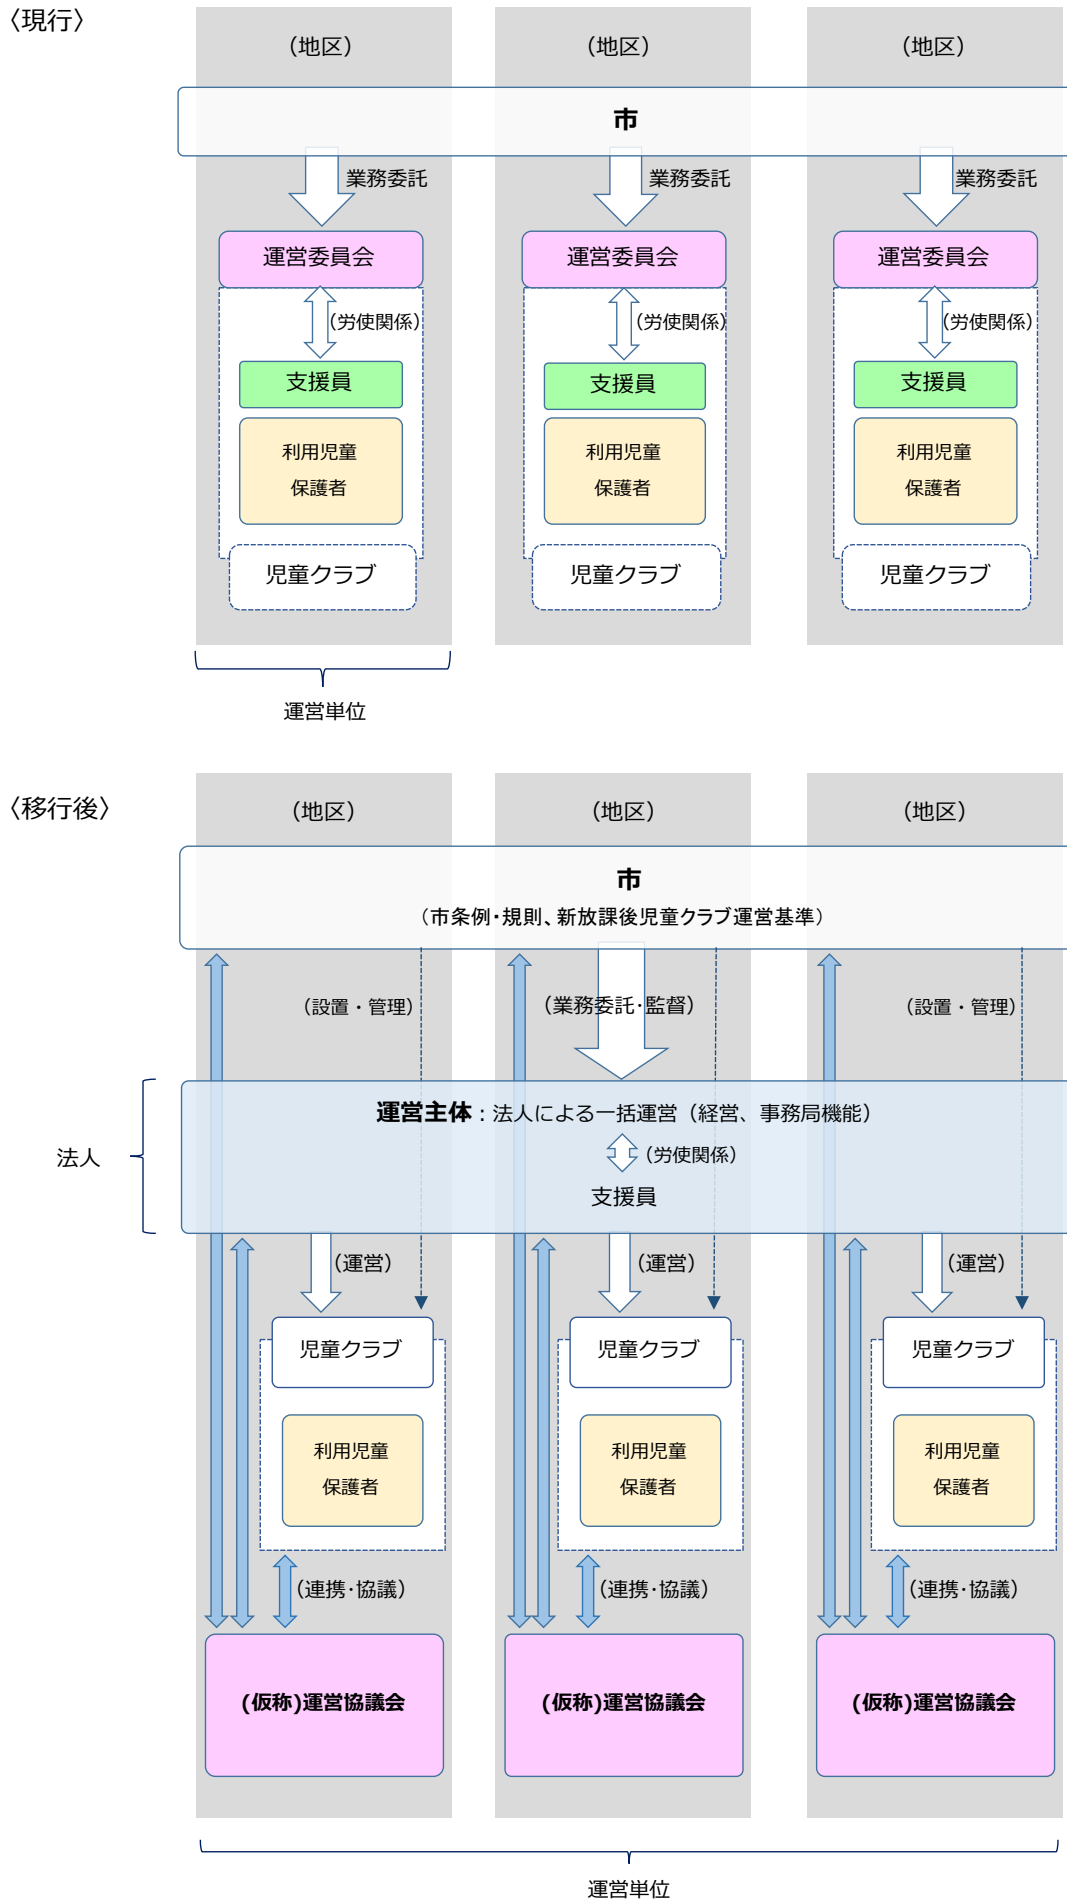 〈現行〉
（地区）
（地区）
（地区）
市
業務委託
業務委託
業務委託
運営委員会
運営委員会
運営委員会
（労使関係）
（労使関係）
（労使関係）
支援員
支援員
支援員
利用児童
保護者
利用児童
保護者
利用児童
保護者
児童クラブ
児童クラブ
児童クラブ
運営単位
〈移行後〉
（地区）
（地区）
（地区）
市
（市条例・規則、新放課後児童クラブ運営基準）
（設置・管理）
（業務委託・監督）
（設置・管理）
法人
運営主体：法人による一括運営（経営、事務局機能）
（労使関係）
支援員
（運営）
（運営）
（運営）
児童クラブ
児童クラブ
児童クラブ
利用児童
保護者
利用児童
保護者
利用児童
保護者
（連携・協議）
（連携・協議）
（連携・協議）
(仮称)運営協議会
(仮称)運営協議会
(仮称)運営協議会
運営単位